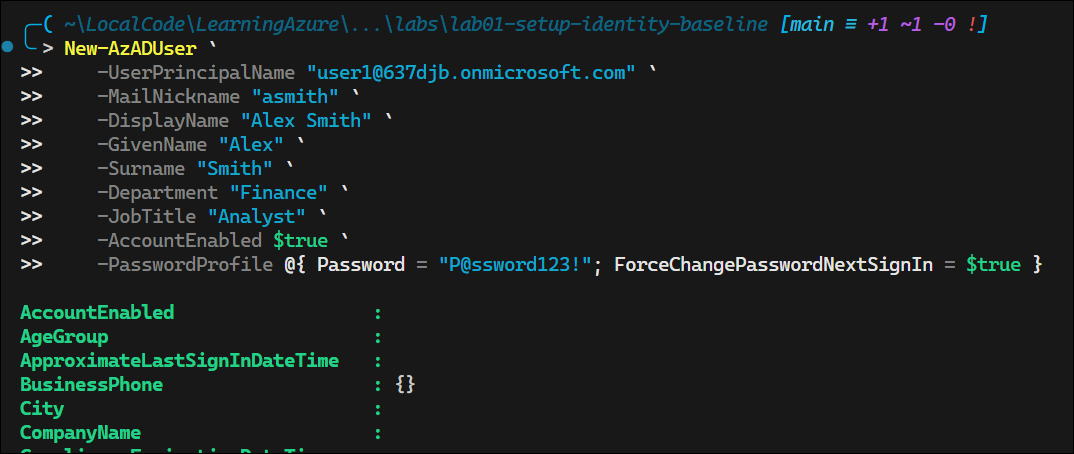 ( ~\LocalCode\LearningAzure\...\labs\lab01-setup-identity-baseline [main ≡ +1 ~1 -0 !]
> New-AzADUser `
>>     -UserPrincipalName "user1@637djb.onmicrosoft.com" `
>>     -MailNickname "asmith" `
>>     -DisplayName "Alex Smith" `
>>     -GivenName "Alex" `
>>     -Surname "Smith" `
>>     -Department "Finance" `
>>     -JobTitle "Analyst" `
>>     -AccountEnabled $true `
>>     -PasswordProfile @{ Password = "P@ssword123!"; ForceChangePasswordNextSignIn = $true }
AccountEnabled                  :
AgeGroup                        :
ApproximateLastSignInDateTime   :
BusinessPhone                   : {}
City                            :
CompanyName                     :